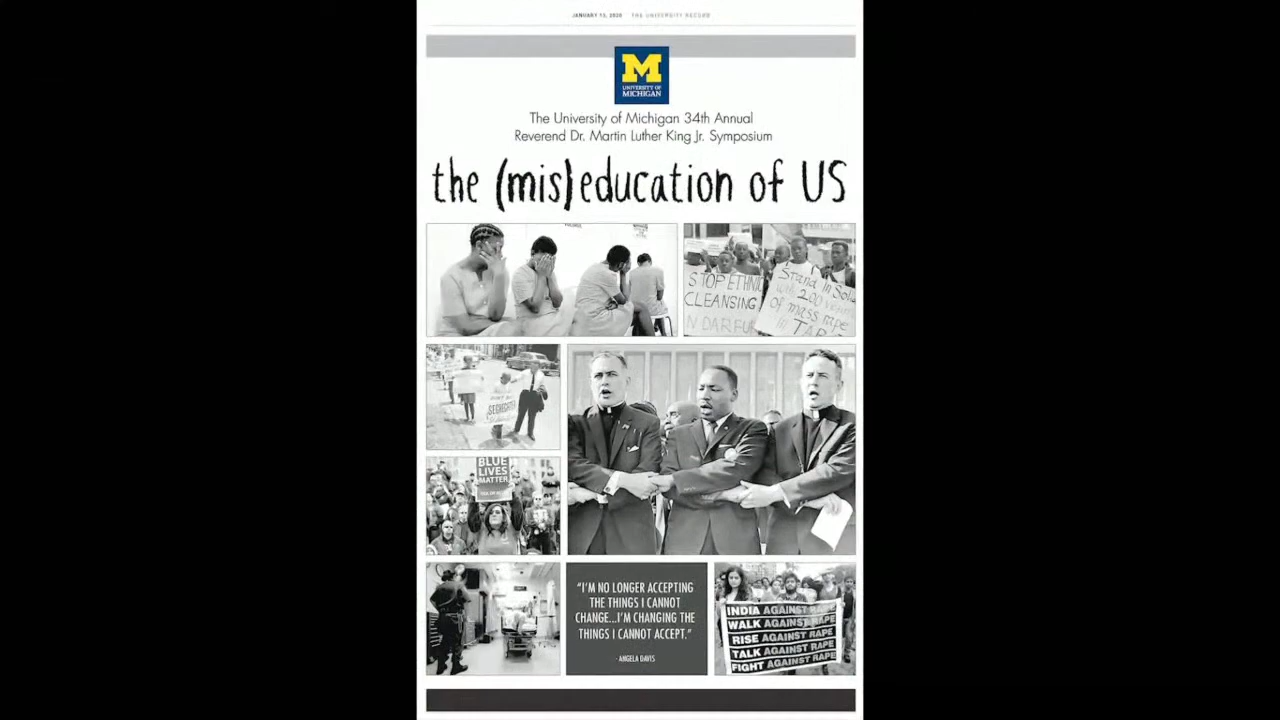 JANUARY 13, 2020 THE UNIVERSITY RECORD
M
UNIVERSITY OF
MICHIGAN
The University of Michigan 34th Annual
Reverend Dr. Martin Luther King Jr. Symposium
the (mis)education of US
STOP ETHNIC
CLEANSING
N DARFUR
Stand In Soli
of mass rape
In
SEGREGATED
BLUE
LIVES
MATTER
"I'M NO LONGER ACCEPTING
THE THINGS I CANNOT
CHANGE...I'M CHANGING THE
THINGS I CANNOT ACCEPT."
- ANGELA DAVIS
INDIA AGAINST RAPE
WALK AGAINST RAPE
RISE AGAINST RAPE
TALK AGAINST RAPE
FIGHT AGAINST RAPE